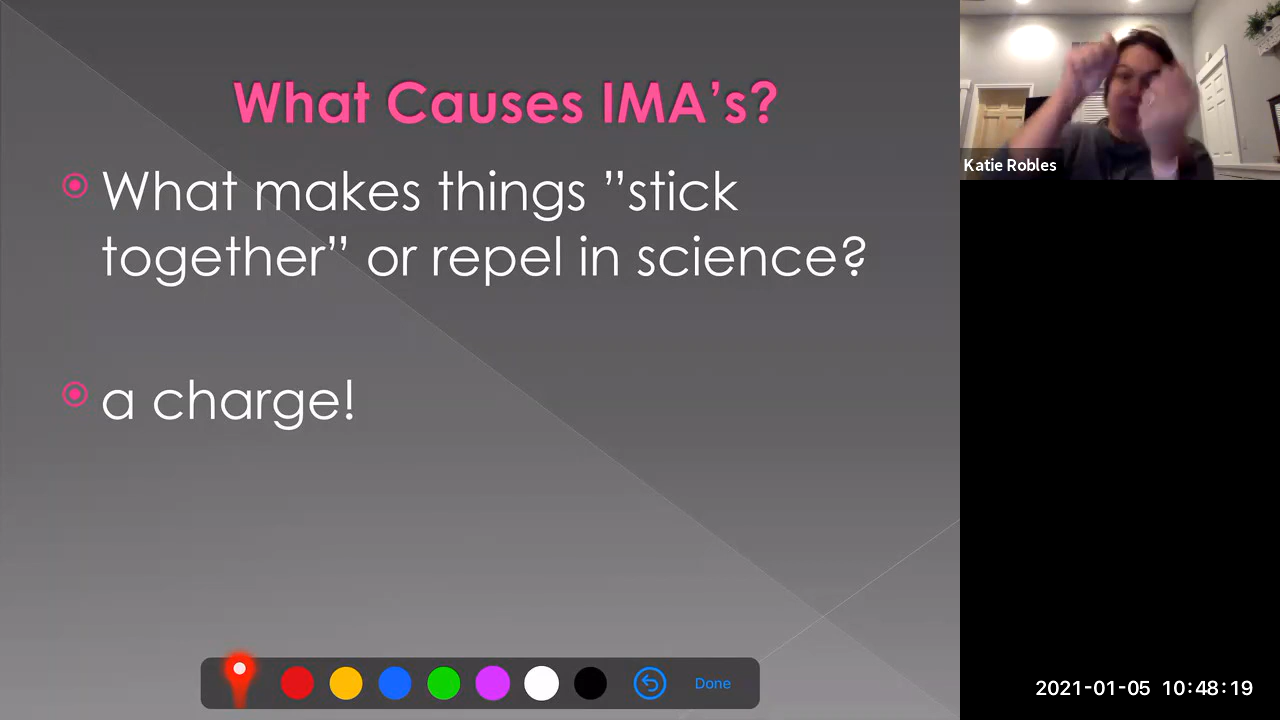 What Causes IMA’s?
What makes things ”stick
together” or repel in science?
a charge!
Katie Robles
Done
2021-01-05 10:48:19